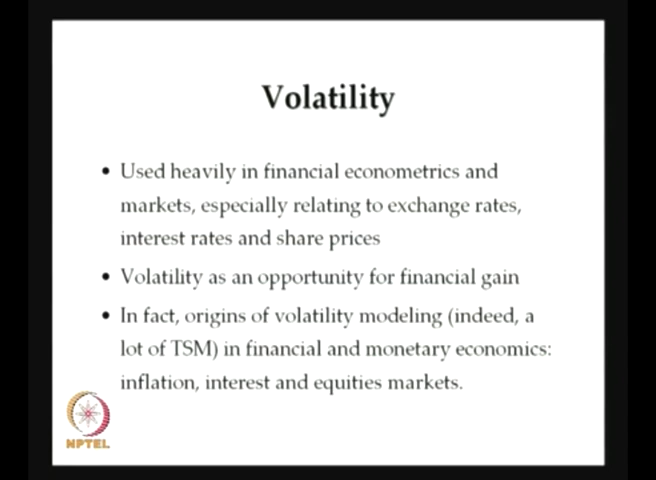 Volatility
• Used heavily in financial econometrics and
markets, especially relating to exchange rates,
interest rates and share prices
• Volatility as an opportunity for financial gain
• In fact, origins of volatility modeling (indeed, a
lot of TSM) in financial and monetary economics:
inflation, interest and equities markets.
NPTEL